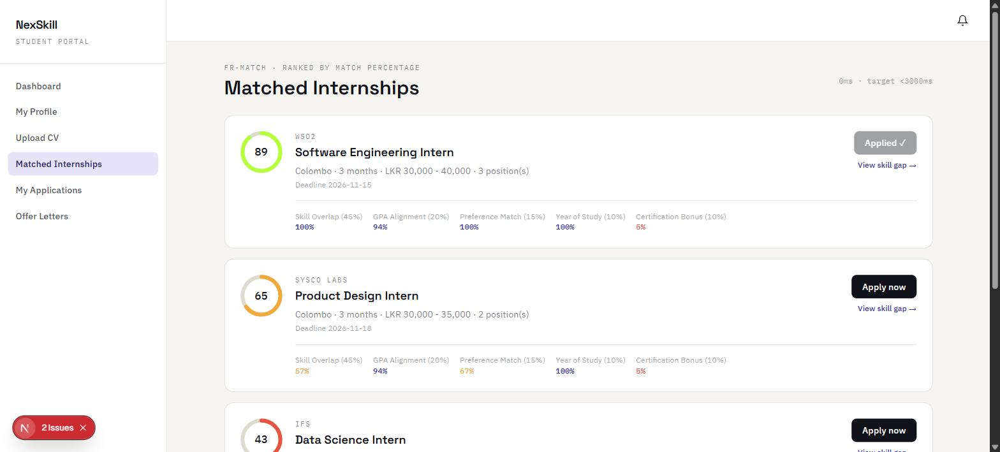 NexSkill
STUDENT PORTAL
Dashboard
My Profile
Upload CV
Matched Internships
My Applications
Offer Letters
N
2 Issues
FR-MATCH · RANKED BY MATCH PERCENTAGE
Matched Internships
0ms · target <3000ms
89
WSO2
Software Engineering Intern
Colombo · 3 months · LKR 30,000 - 40,000 · 3 position(s)
Deadline 2026-11-15
Applied ✓
View skill gap →
Skill Overlap (45%) GPA Alignment (20%) Preference Match (15%) Year of Study (10%) Certification Bonus (10%)
100% 94% 100% 100% 5%
65
SYSCO LABS
Product Design Intern
Colombo · 3 months · LKR 30,000 - 35,000 · 2 position(s)
Deadline 2026-11-18
Apply now
View skill gap →
Skill Overlap (45%) GPA Alignment (20%) Preference Match (15%) Year of Study (10%) Certification Bonus (10%)
57% 94% 67% 100% 5%
43
IFS
Data Science Intern
Apply now
View skill gap